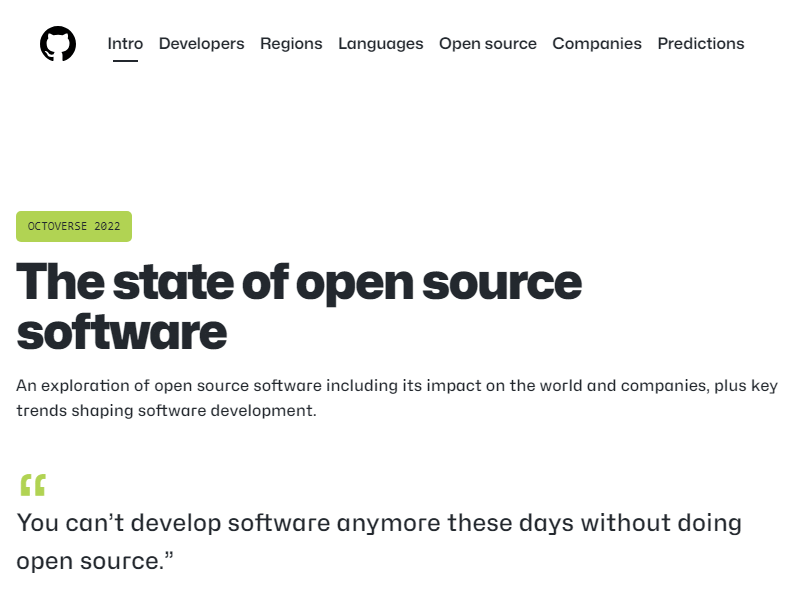 Intro Developers Regions Languages Open source Companies Predictions
OCTOVERSE 2022
The state of open source
software
An exploration of open source software including its impact on the world and companies, plus key
trends shaping software development.
“
You can’t develop software anymore these days without doing
open source.”